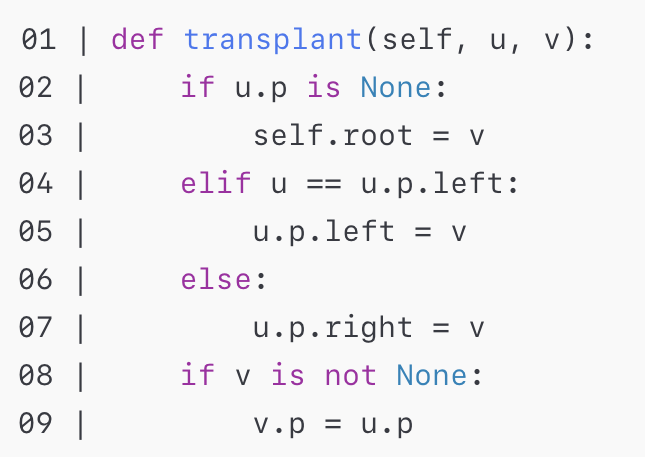 01 | def transplant(self, u, v):
02 |     if u.p is None:
03 |         self.root = v
04 |     elif u == u.p.left:
05 |         u.p.left = v
06 |     else:
07 |         u.p.right = v
08 |     if v is not None:
09 |         v.p = u.p